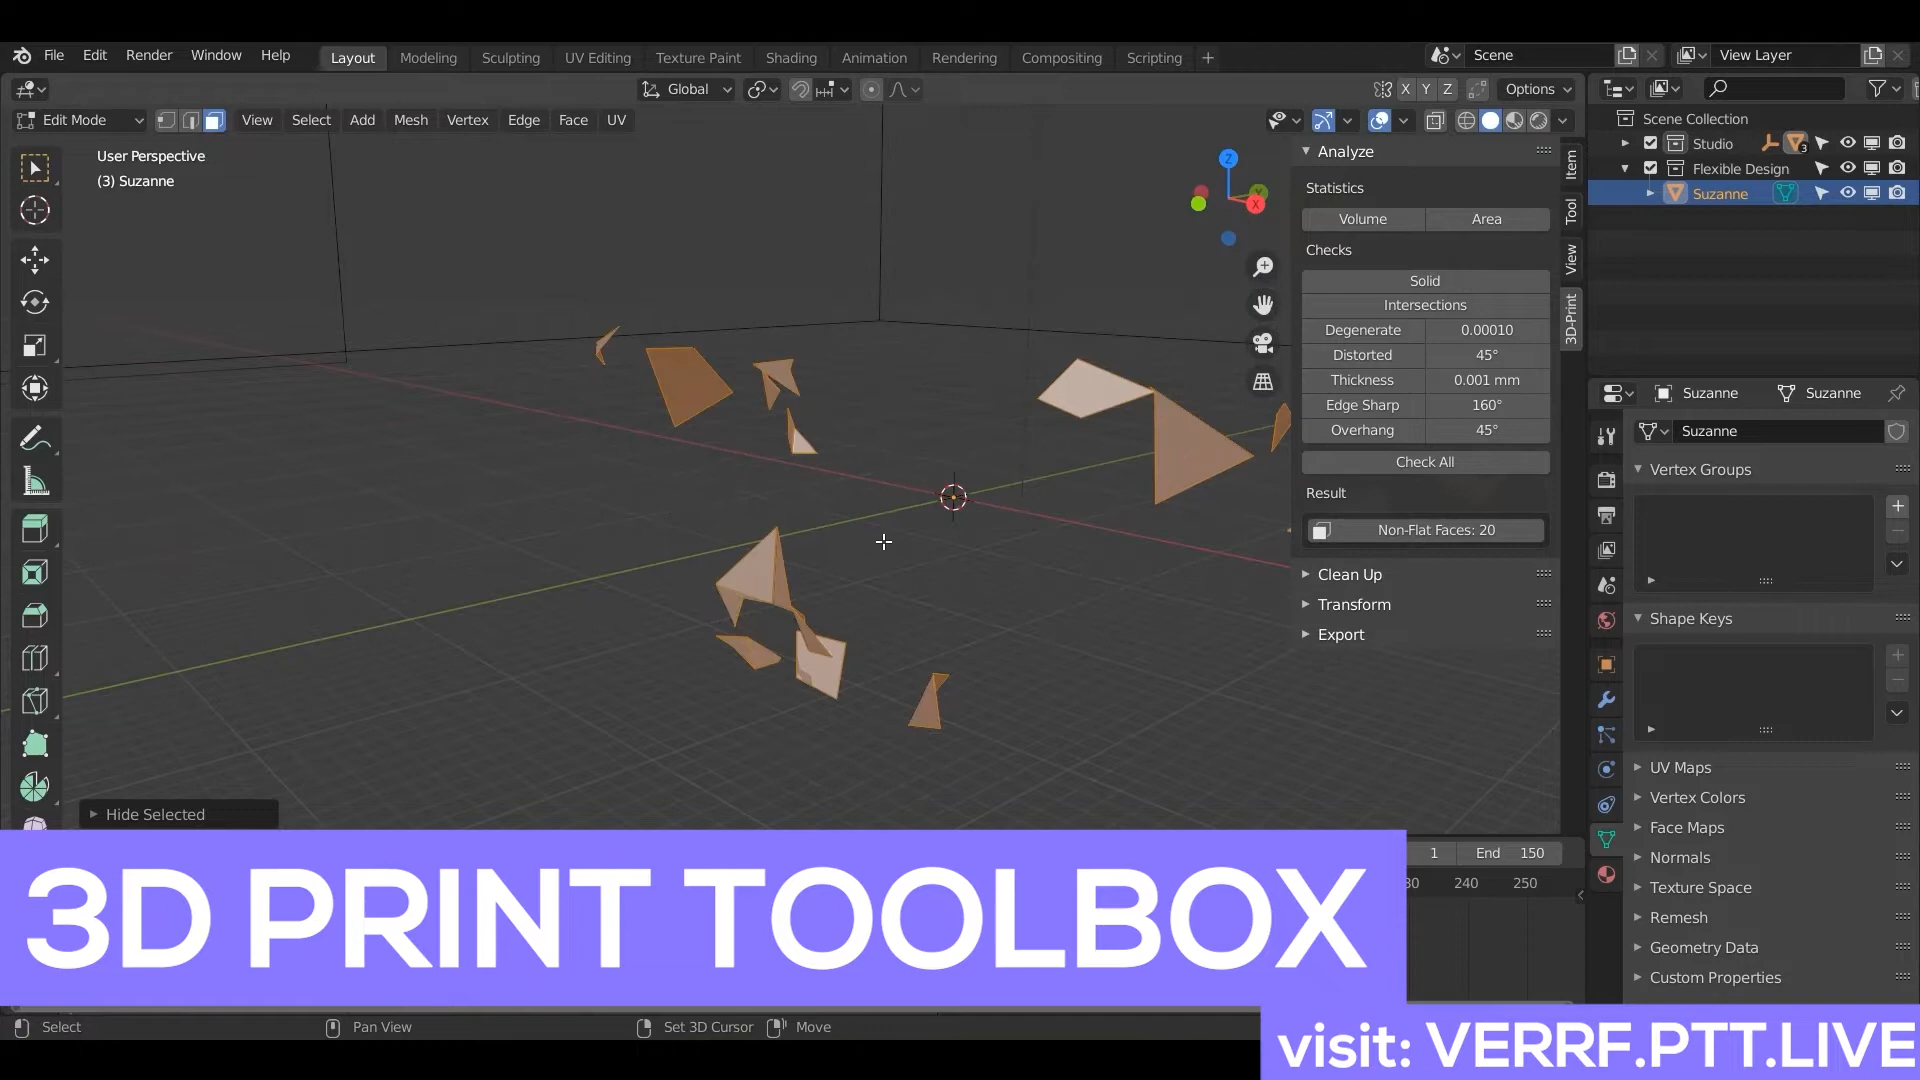 File Edit Render Window Help Layout Modeling Sculpting UV Editing Texture Paint Shading Animation Rendering Compositing Scripting + Scene View Layer
Global X Y Z Options
Edit Mode View Select Add Mesh Vertex Edge Face UV
User Perspective
(3) Suzanne
Z
Y
X
Analyze
Statistics
Volume Area
Checks
Solid
Intersections
Degenerate 0.00010
Distorted 45°
Thickness 0.001 mm
Edge Sharp 160°
Overhang 45°
Check All
Result
Non-Flat Faces: 20
Clean Up
Transform
Export
Item
Tool
View
3D-Print
Scene Collection
Studio 3
Flexible Design
Suzanne
Suzanne Suzanne
Suzanne
Vertex Groups
Shape Keys
UV Maps
Vertex Colors
Face Maps
Normals
Texture Space
Remesh
Geometry Data
Custom Properties
Hide Selected
1 End 150
240 250
3D PRINT TOOLBOX
Select Pan View Set 3D Cursor Move
visit: VERRF.PTT.LIVE